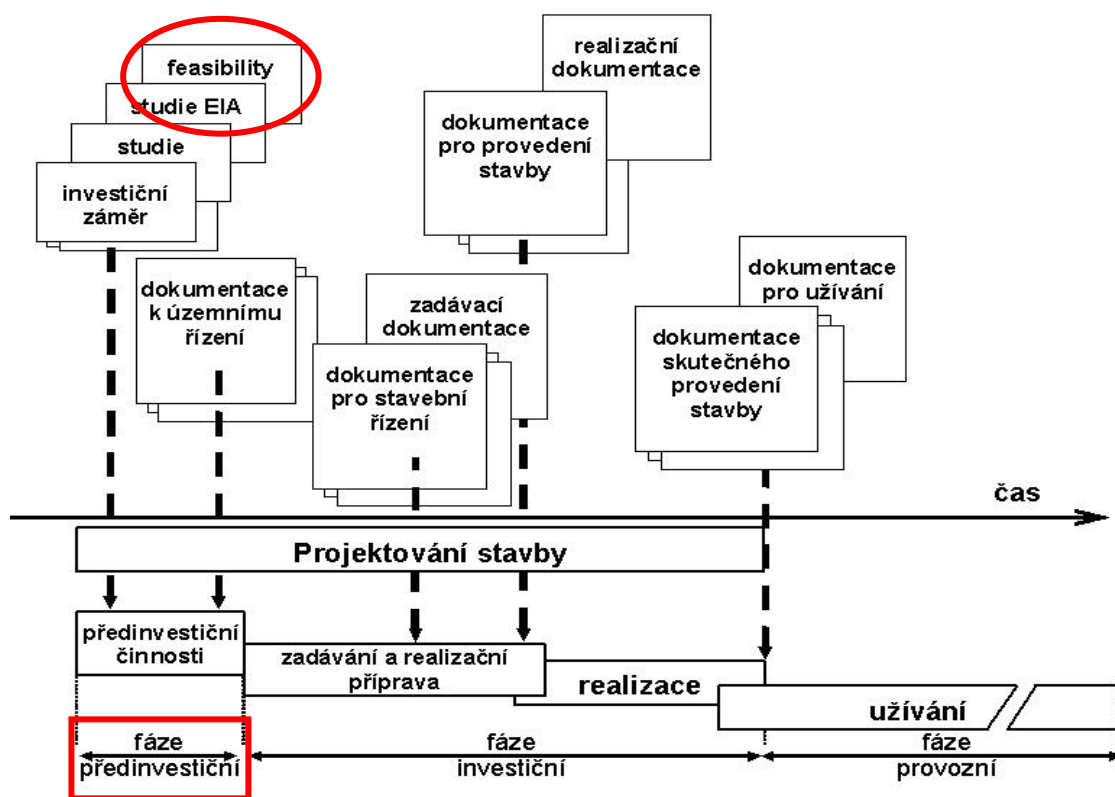 feasibility
studie EIA
studie
investiční
záměr
realizační
dokumentace
dokumentace
pro provedení
stavby
dokumentace
k územnímu
řízení
zadávací
dokumentace
dokumentace
pro stavební
řízení
dokumentace
pro užívání
dokumentace
skutečného
provedení
stavby
čas
Projektování stavby
předinvestiční
činnosti
zadávání a realizační
příprava
realizace
užívání
fáze
předinvestiční
fáze
investiční
fáze
provozní